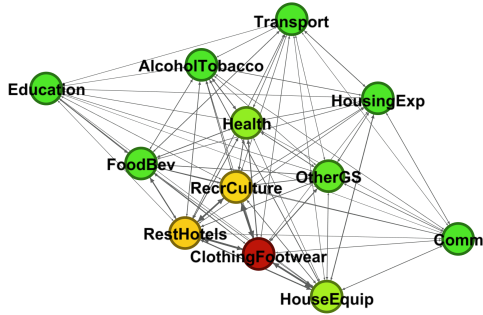 Transport
AlcoholTobacco
Education
HousingExp
Health
FoodBev
OtherGS
RecrCulture
RestHotels
Comm
ClothingFootwear
HouseEquip